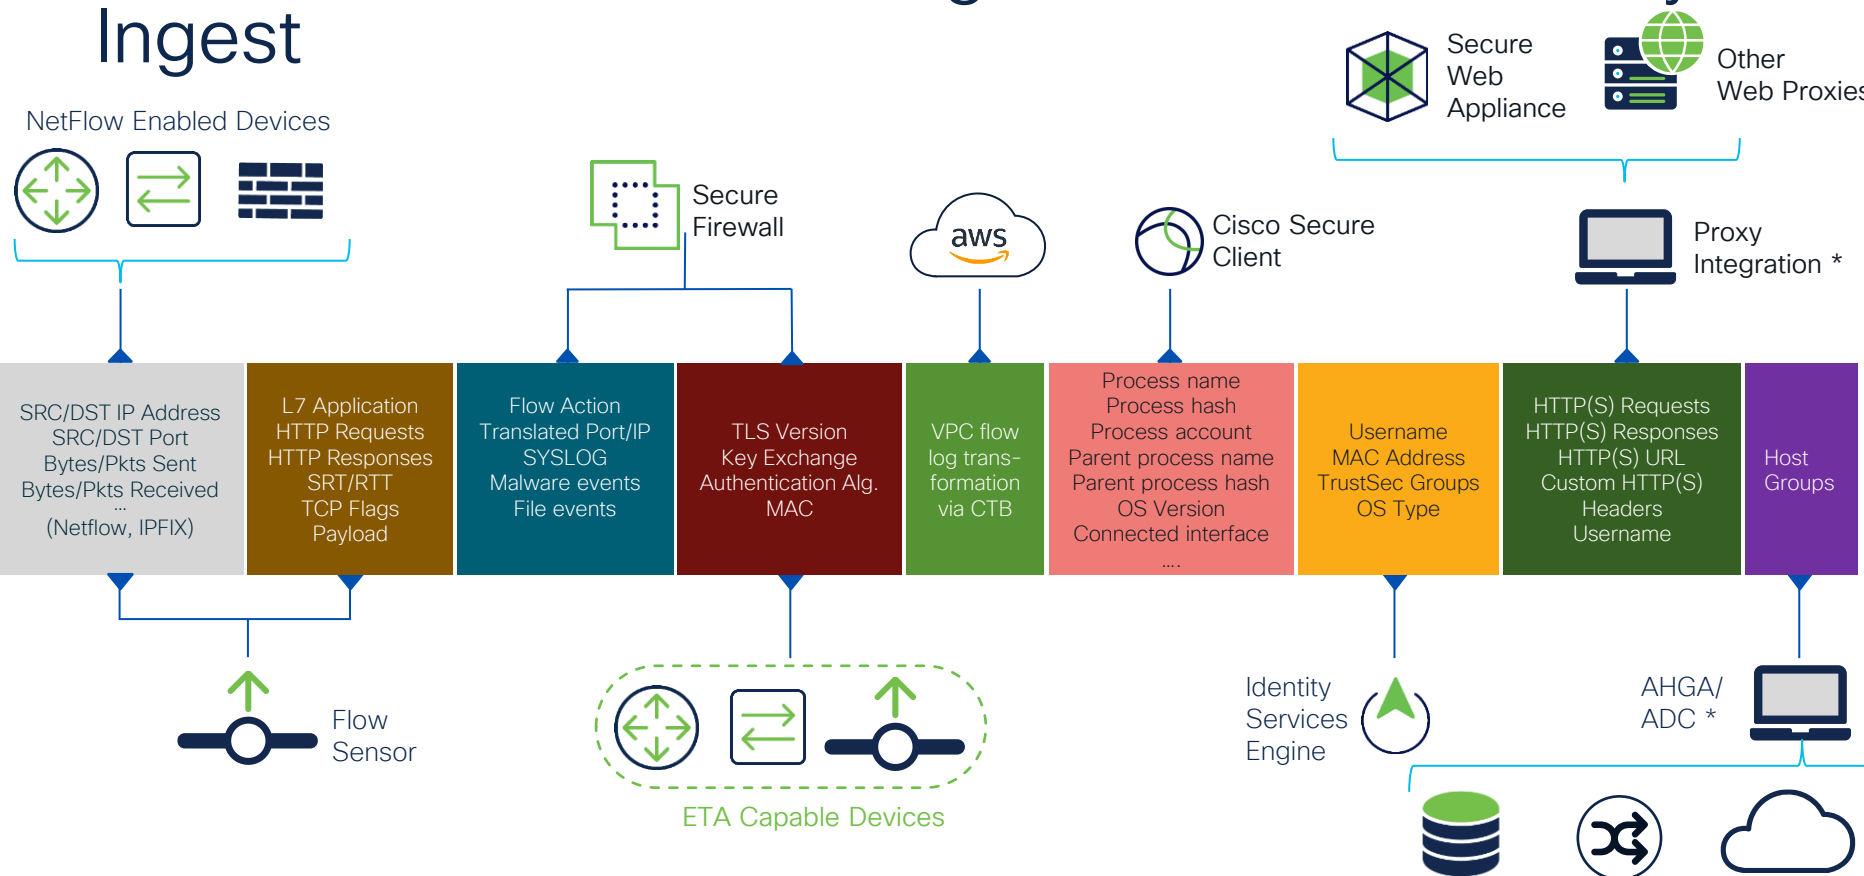 Ingest
NetFlow Enabled Devices
Secure
Firewall
aws
Cisco Secure
Client
Secure
Web
Appliance
Other
Web Proxies
Proxy
Integration *
SRC/DST IP Address
SRC/DST Port
Bytes/Pkts Sent
Bytes/Pkts Received
...
(Netflow, IPFIX)
L7 Application
HTTP Requests
HTTP Responses
SRT/RTT
TCP Flags
Payload
Flow Action
Translated Port/IP
SYSLOG
Malware events
File events
TLS Version
Key Exchange
Authentication Alg.
MAC
VPC flow
log trans-
formation
via CTB
Process name
Process hash
Process account
Parent process name
Parent process hash
OS Version
Connected interface
....
Username
MAC Address
TrustSec Groups
OS Type
HTTP(S) Requests
HTTP(S) Responses
HTTP(S) URL
Custom HTTP(S)
Headers
Username
Host
Groups
Flow
Sensor
ETA Capable Devices
Identity
Services
Engine
AHGA/
ADC *